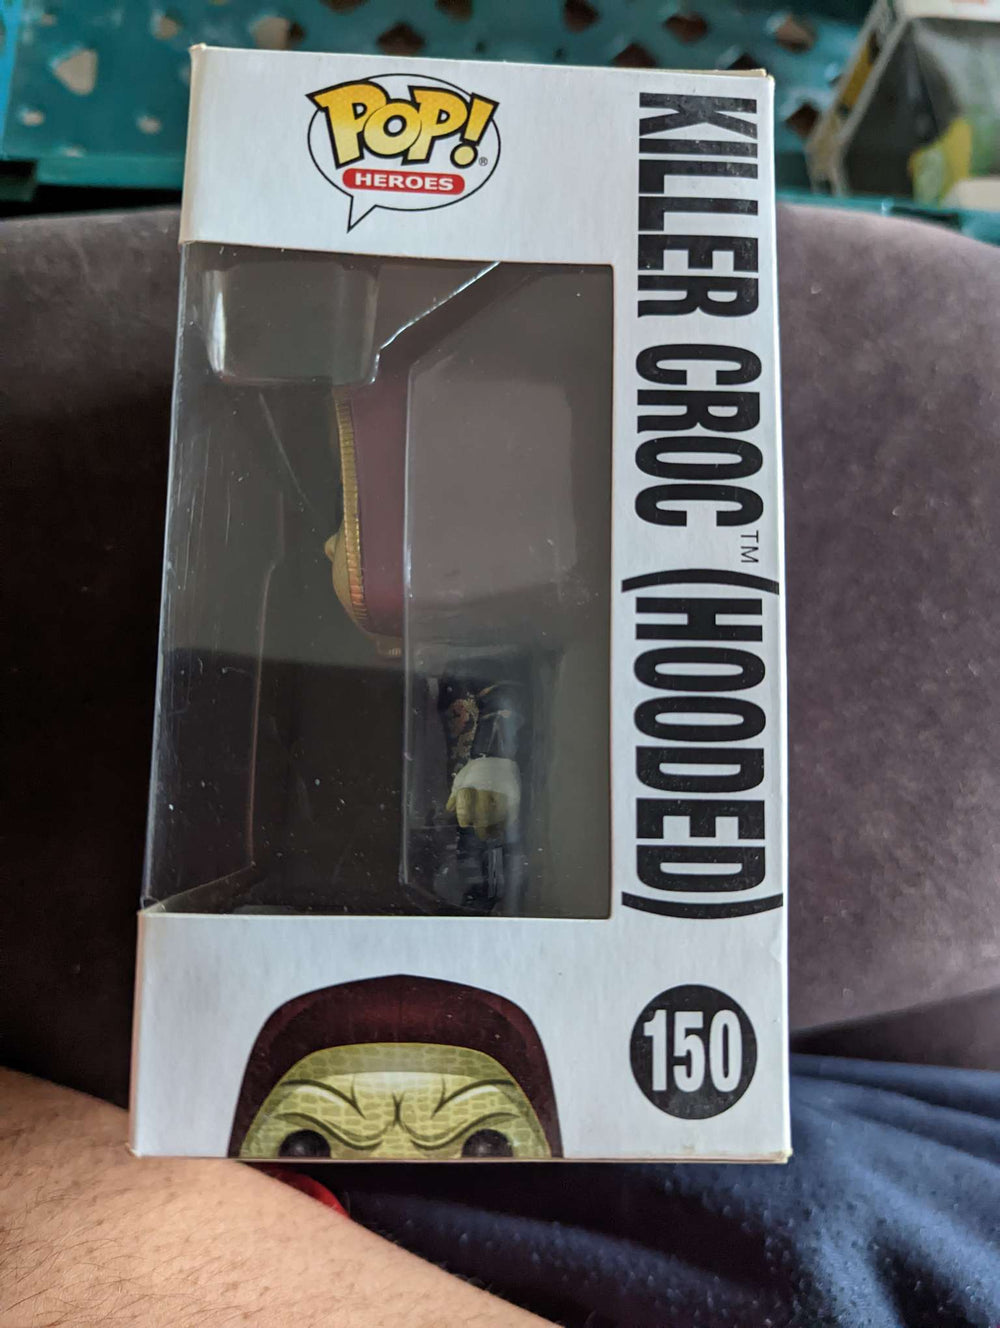 POP!®
HEROES
KILLER CROC™ (HOODED)
150